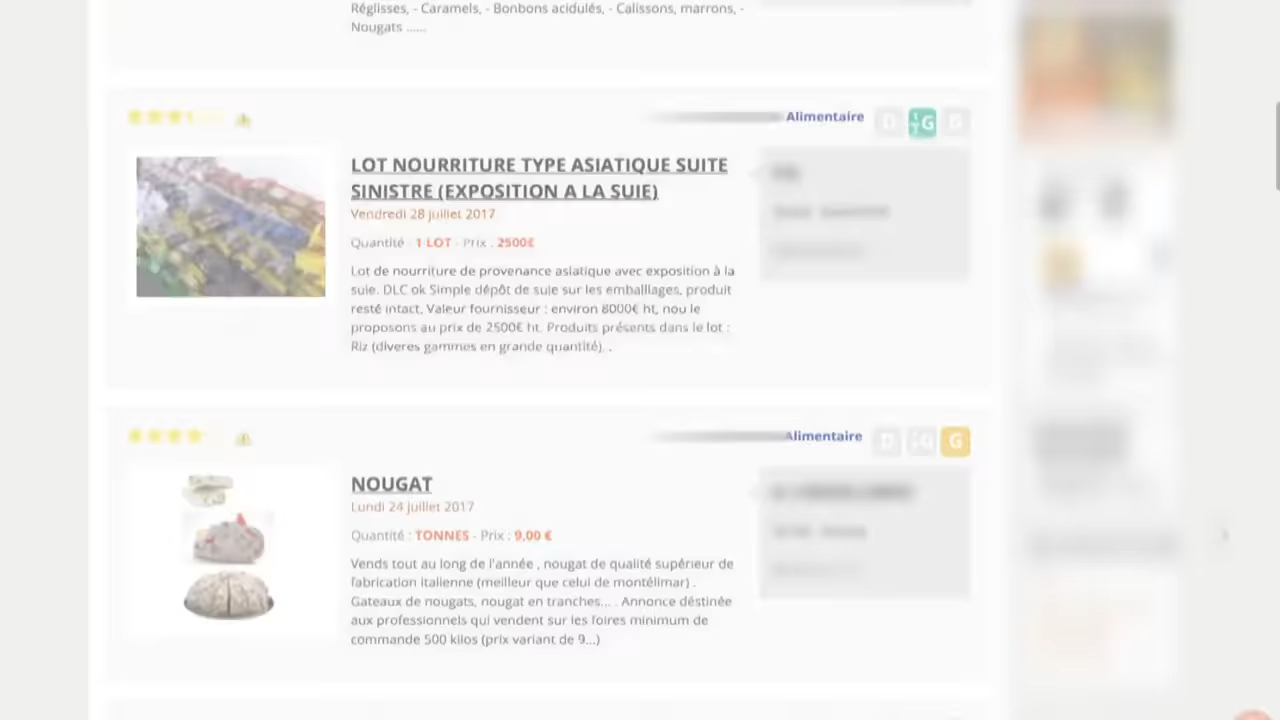 Réglisses, - Caramels, - Bonbons acidulés, - Calissons, marrons, -
Nougats ......
Alimentaire
G
LOT NOURRITURE TYPE ASIATIQUE SUITE
SINISTRE (EXPOSITION A LA SUIE)
Vendredi 28 juillet 2017
Quantité : 1 LOT - Prix : 2500€
Lot de nourriture de provenance asiatique avec exposition à la
suie. DLC ok Simple dépôt de suie sur les emballlages, produit
resté intact. Valeur fournisseur : environ 8000€ ht, nou le
proposons au prix de 2500€ ht. Produits présents dans le lot :
Riz (diveres gammes en grande quantité). .
Alimentaire
D
G
NOUGAT
Lundi 24 juillet 2017
Quantité : TONNES - Prix : 9,00 €
Vends tout au long de l'année , nougat de qualité supérieur de
fabrication italienne (meilleur que celui de montélimar) .
Gateaux de nougats, nougat en tranches... . Annonce déstinée
aux professionnels qui vendent sur les foires minimum de
commande 500 kilos (prix variant de 9...)